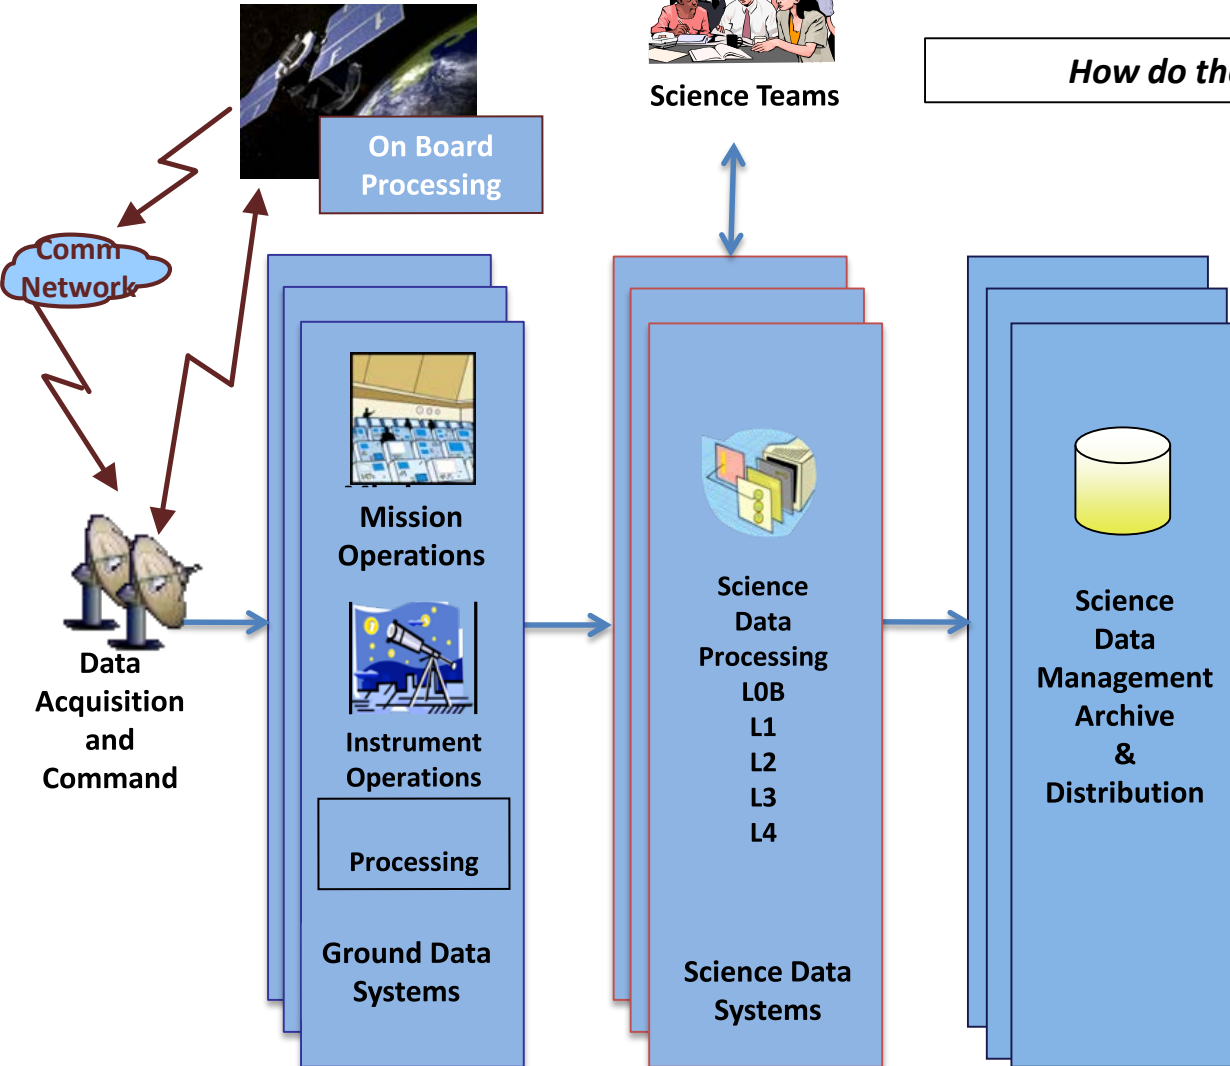 Science Teams
How do the
On Board
Processing
Comm
Network
Mission
Operations
Data
Acquisition
and
Command
Instrument
Operations
Processing
Ground Data
Systems
Science
Data
Processing
L0B
L1
L2
L3
L4
Science Data
Systems
Science
Data
Management
Archive
&
Distribution